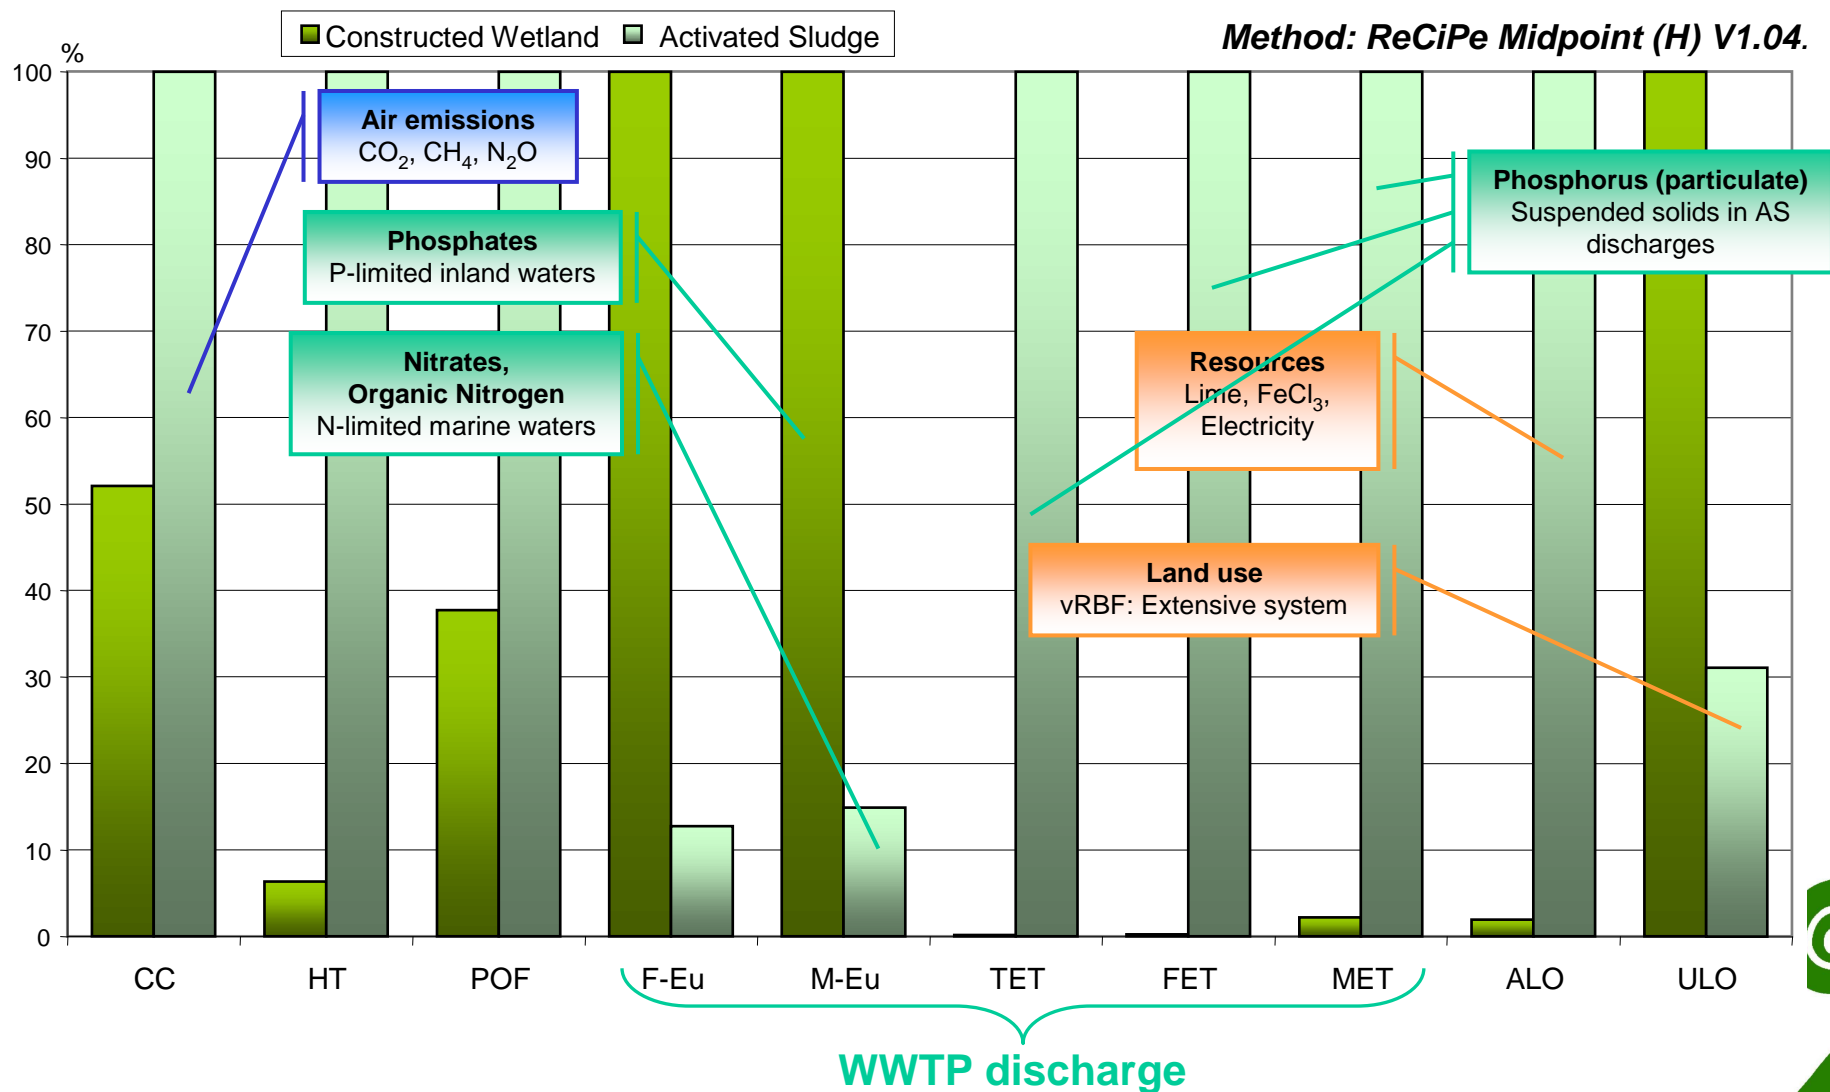 Constructed Wetland Activated Sludge
Method: ReCiPe Midpoint (H) V1.04.
%
100
90
80
70
60
50
40
30
20
10
0
Air emissions
CO₂, CH₄, N₂O
Phosphates
P-limited inland waters
Nitrates,
Organic Nitrogen
N-limited marine waters
Phosphorus (particulate)
Suspended solids in AS
discharges
Resources
Lime, FeCl₃,
Electricity
Land use
vRBF: Extensive system
CC HT POF F-Eu M-Eu TET FET MET ALO ULO
WWTP discharge